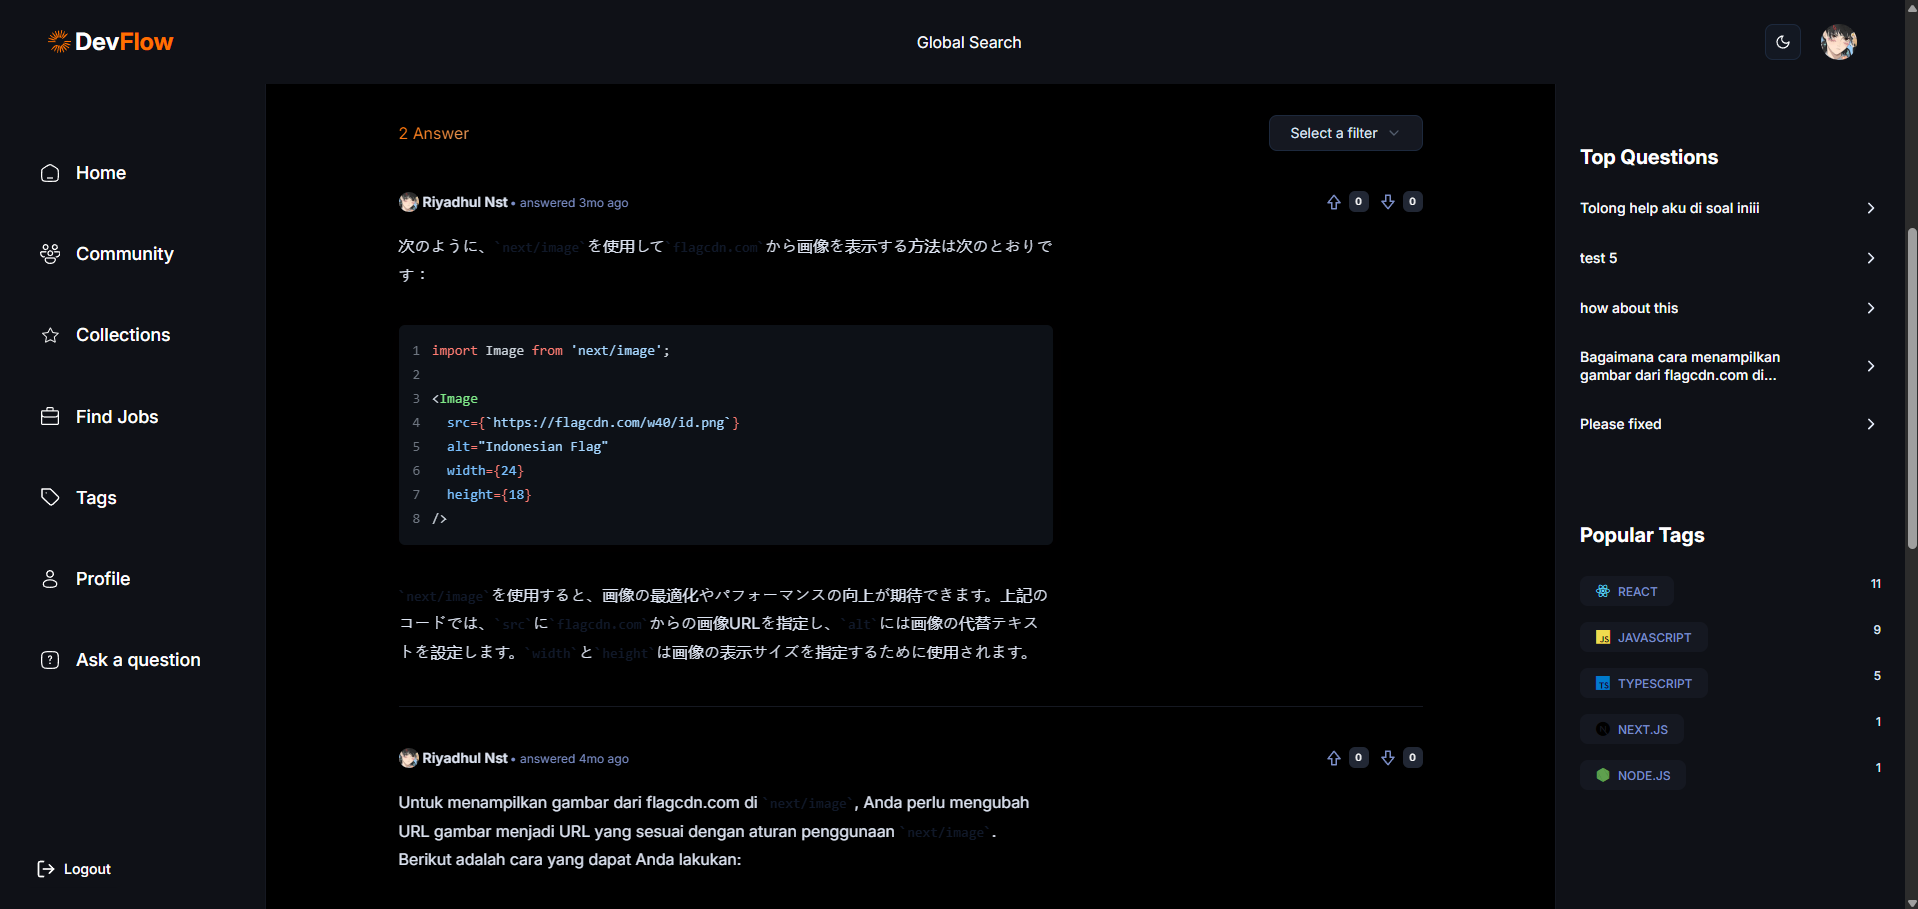 DevFlow
Global Search
Home
Community
Collections
Find Jobs
Tags
Profile
Ask a question
Logout
2 Answer
Select a filter
Riyadhul Nst • answered 3mo ago
0
0
次のように、`next/image`を使用して`flagcdn.com`から画像を表示する方法は次のとおりで
す：
1 import Image from 'next/image';
2
3 <Image
4 src={`https://flagcdn.com/w40/id.png`}
5 alt="Indonesian Flag"
6 width={24}
7 height={18}
8 />
`next/image`を使用すると、画像の最適化やパフォーマンスの向上が期待できます。上記の
コードでは、`src`に`flagcdn.com`からの画像URLを指定し、`alt`には画像の代替テキス
トを設定します。`width`と`height`は画像の表示サイズを指定するために使用されます。
Riyadhul Nst • answered 4mo ago
0
0
Untuk menampilkan gambar dari flagcdn.com di `next/image`, Anda perlu mengubah
URL gambar menjadi URL yang sesuai dengan aturan penggunaan `next/image`.
Berikut adalah cara yang dapat Anda lakukan:
Top Questions
Tolong help aku di soal iniii
test 5
how about this
Bagaimana cara menampilkan
gambar dari flagcdn.com di...
Please fixed
Popular Tags
REACT 11
JS JAVASCRIPT 9
TS TYPESCRIPT 5
N NEXT.JS 1
NODE.JS 1